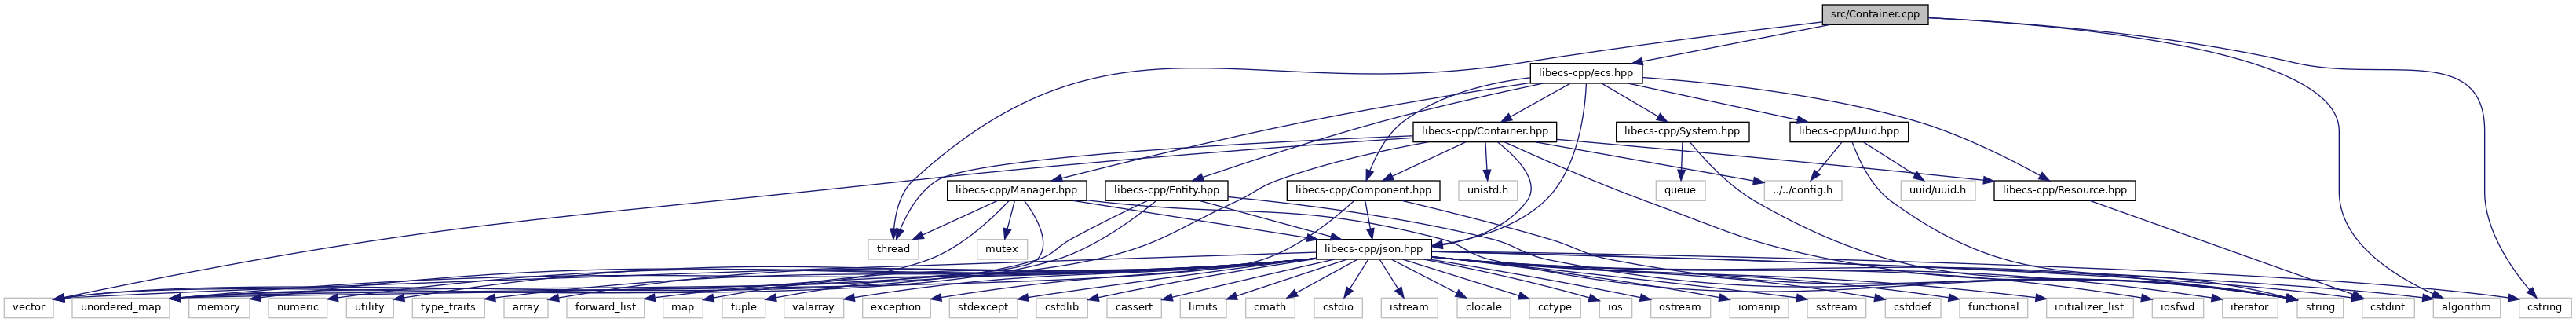 src/Container.cpp
libecs-cpp/ecs.hpp
libecs-cpp/Container.hpp
libecs-cpp/System.hpp
libecs-cpp/Uuid.hpp
libecs-cpp/Manager.hpp
libecs-cpp/Entity.hpp
libecs-cpp/Component.hpp
unistd.h
queue
../../config.h
uuid/uuid.h
libecs-cpp/Resource.hpp
thread
mutex
libecs-cpp/json.hpp
vector
unordered_map
memory
numeric
utility
type_traits
array
forward_list
map
tuple
valarray
exception
stdexcept
cstdlib
cassert
limits
cmath
cstdio
istream
clocale
cctype
ios
ostream
iomanip
sstream
cstddef
functional
initializer_list
iosfwd
iterator
string
cstdint
algorithm
cstring